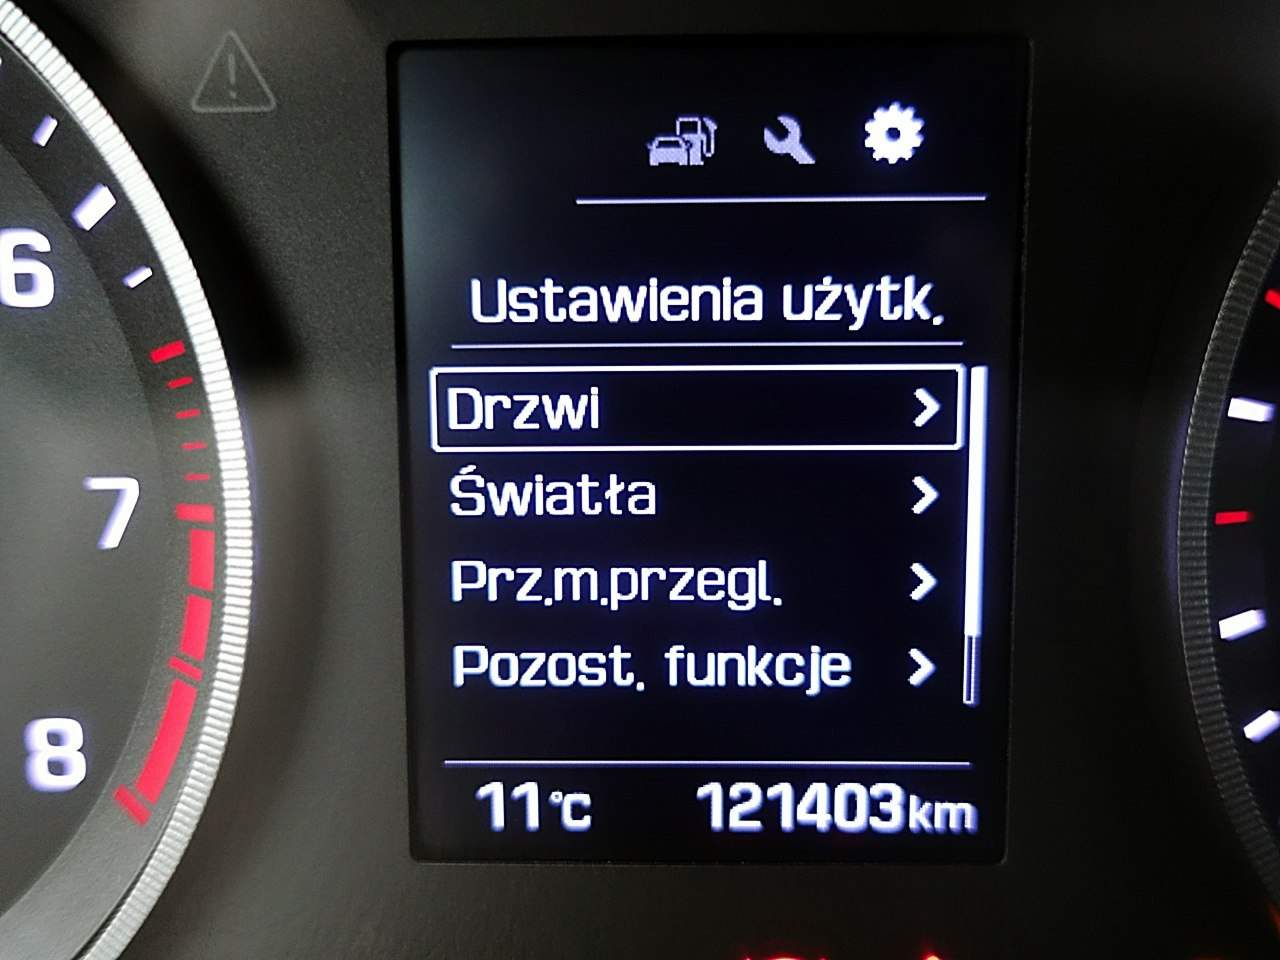 Ustawienia użytk.
Drzwi
Światła
Prz.m.przegl.
Pozost. funkcje
11°C 121403km
6
7
8